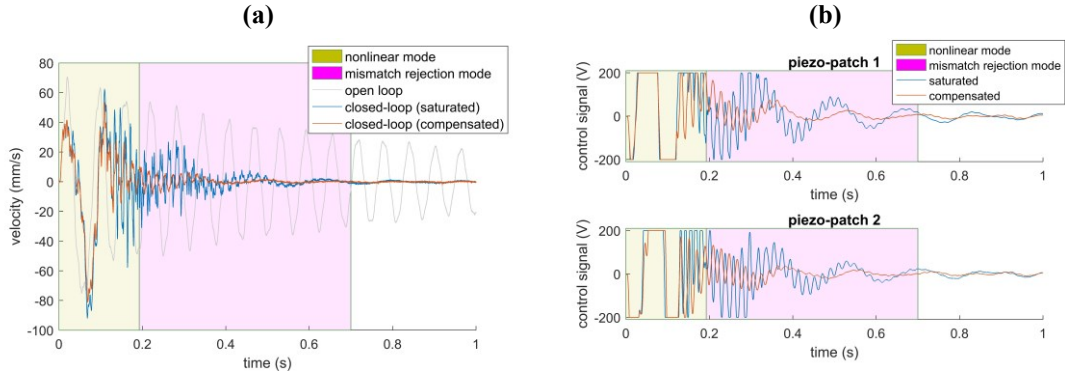 (a)
nonlinear mode
mismatch rejection mode
open loop
closed-loop (saturated)
closed-loop (compensated)
80
60
40
20
0
-20
-40
-60
-80
-100
velocity (mm/s)
0 0.2 0.4 0.6 0.8 1
time (s)
(b)
nonlinear mode
mismatch rejection mode
saturated
compensated
piezo-patch 1
200
0
-200
control signal (V)
0 0.2 0.4 0.6 0.8 1
time (s)
piezo-patch 2
200
0
-200
control signal (V)
0 0.2 0.4 0.6 0.8 1
time (s)